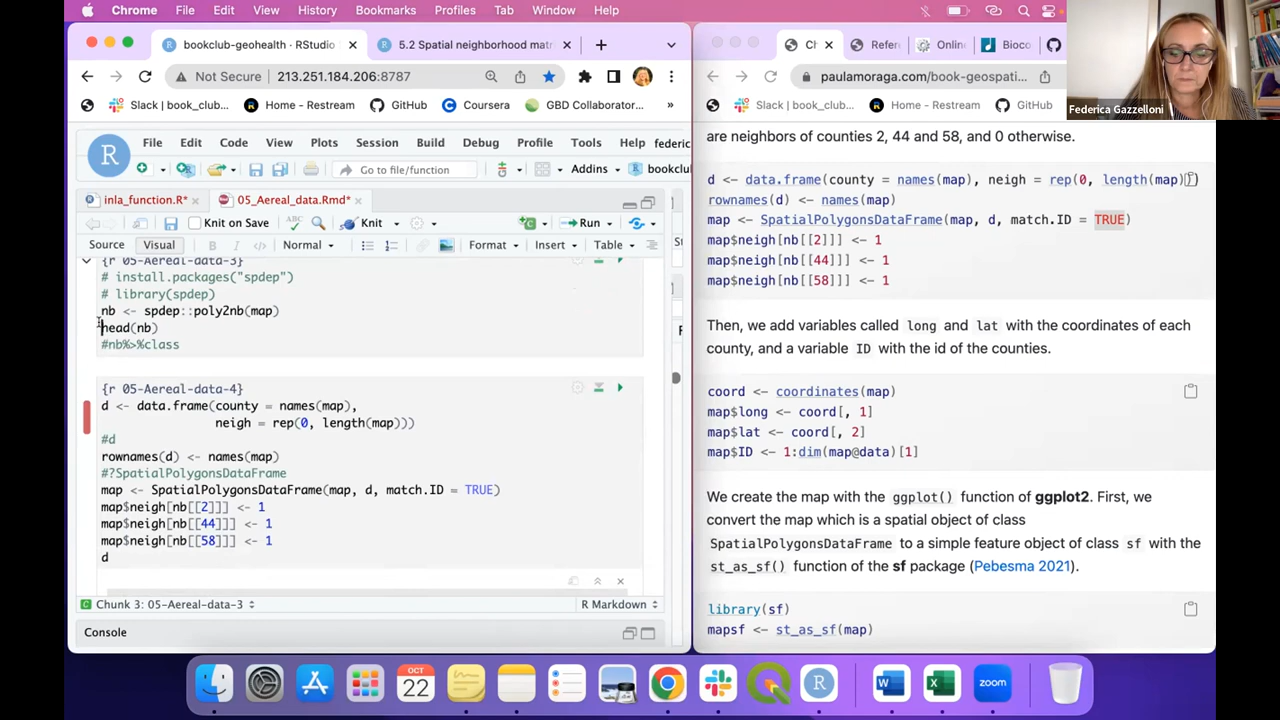 Chrome File Edit View History Bookmarks Profiles Tab Window Help
bookclub-geohealth · RStudio
5.2 Spatial neighborhood mat
Not Secure 213.251.184.206:8787
Slack | book_club... Home - Restream GitHub Coursera GBD Collaborator... »
File Edit Code View Plots Session Build Debug Profile Tools Help federic
Go to file/function Addins bookclu
inla_function.R* 05_Aereal_data.Rmd*
Knit on Save Knit Run
Source Visual B I </> Normal Format Insert Table
{r 05-Aereal-data-3}
# install.packages("spdep")
# library(spdep)
nb <- spdep::poly2nb(map)
head(nb)
#nb%>%class
{r 05-Aereal-data-4}
d <- data.frame(county = names(map),
neigh = rep(0, length(map)))
#d
rownames(d) <- names(map)
#?SpatialPolygonsDataFrame
map <- SpatialPolygonsDataFrame(map, d, match.ID = TRUE)
map$neigh[nb[[2]]] <- 1
map$neigh[nb[[44]]] <- 1
map$neigh[nb[[58]]] <- 1
d
Chunk 3: 05-Aereal-data-3 R Markdown
Console
Ch Refer Onlin Bioco
paulamoraga.com/book-geospati...
Slack | book_club... Home - Restream GitHub
Federica Gazzelloni
are neighbors of counties 2, 44 and 58, and 0 otherwise.
d <- data.frame(county = names(map), neigh = rep(0, length(map)))
rownames(d) <- names(map)
map <- SpatialPolygonsDataFrame(map, d, match.ID = TRUE)
map$neigh[nb[[2]]] <- 1
map$neigh[nb[[44]]] <- 1
map$neigh[nb[[58]]] <- 1
Then, we add variables called long and lat with the coordinates of each
county, and a variable ID with the id of the counties.
coord <- coordinates(map)
map$long <- coord[, 1]
map$lat <- coord[, 2]
map$ID <- 1:dim(map@data)[1]
We create the map with the ggplot() function of ggplot2. First, we
convert the map which is a spatial object of class
SpatialPolygonsDataFrame to a simple feature object of class sf with the
st_as_sf() function of the sf package (Pebesma 2021).
library(sf)
mapsf <- st_as_sf(map)
OCT
22
zoom